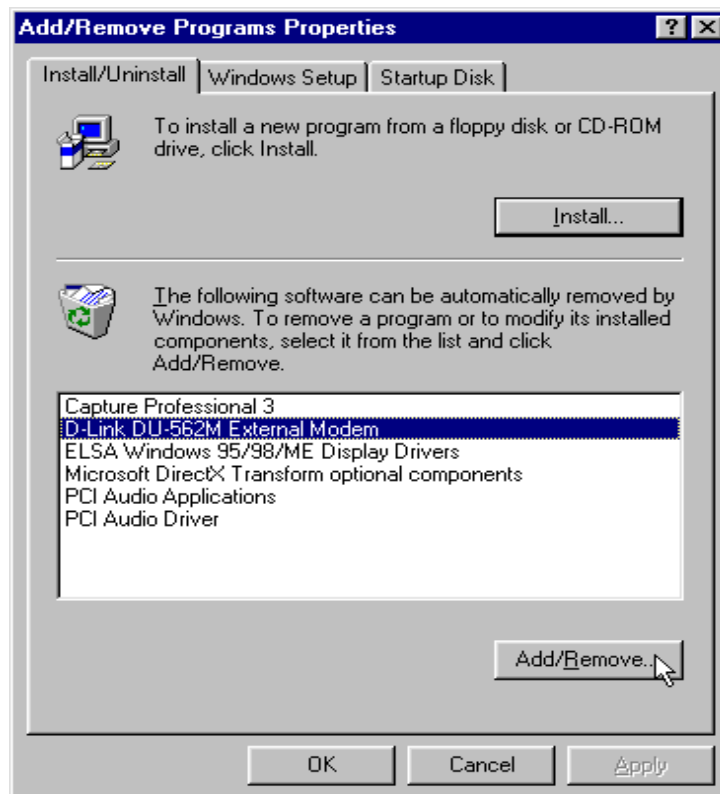 Add/Remove Programs Properties
Install/Uninstall
Windows Setup
Startup Disk
To install a new program from a floppy disk or CD-ROM
drive, click Install.
Install...
The following software can be automatically removed by
Windows. To remove a program or to modify its installed
components, select it from the list and click
Add/Remove.
Capture Professional 3
D-Link DU-562M External Modem
ELSA Windows 95/98/ME Display Drivers
Microsoft DirectX Transform optional components
PCI Audio Applications
PCI Audio Driver
Add/Remove...
OK
Cancel
Apply